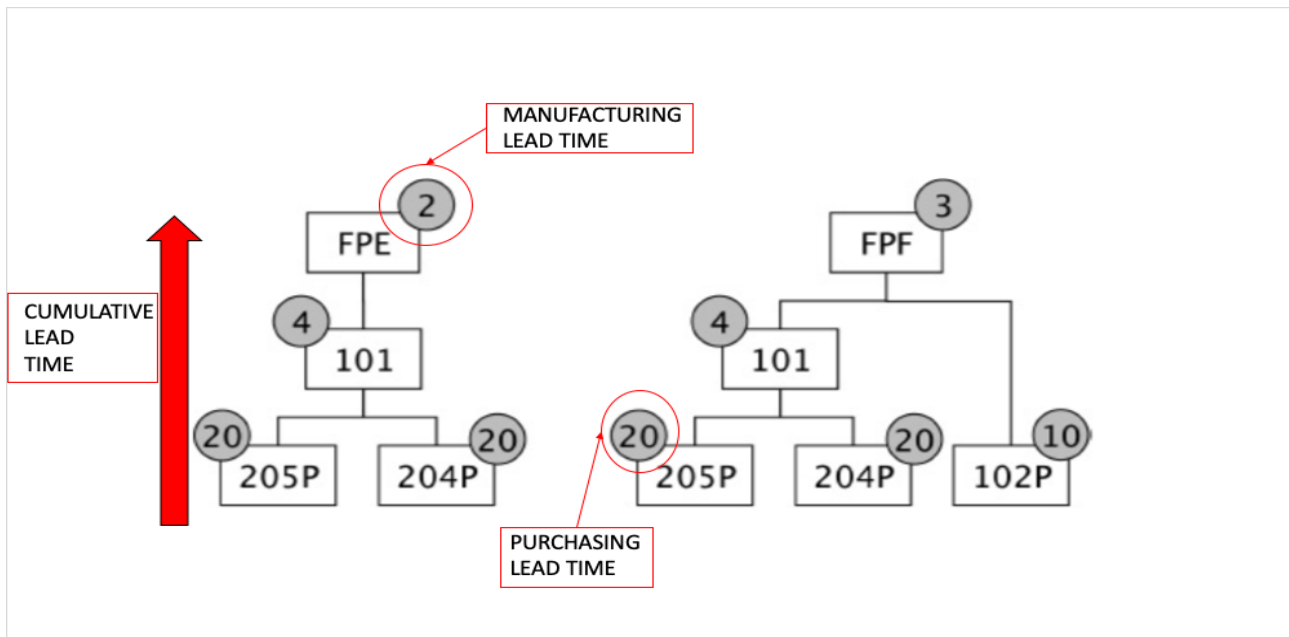 MANUFACTURING
LEAD TIME
2
FPE
3
FPF
CUMULATIVE
LEAD
TIME
4
101
4
101
20
205P
20
204P
20
205P
20
204P
10
102P
PURCHASING
LEAD TIME